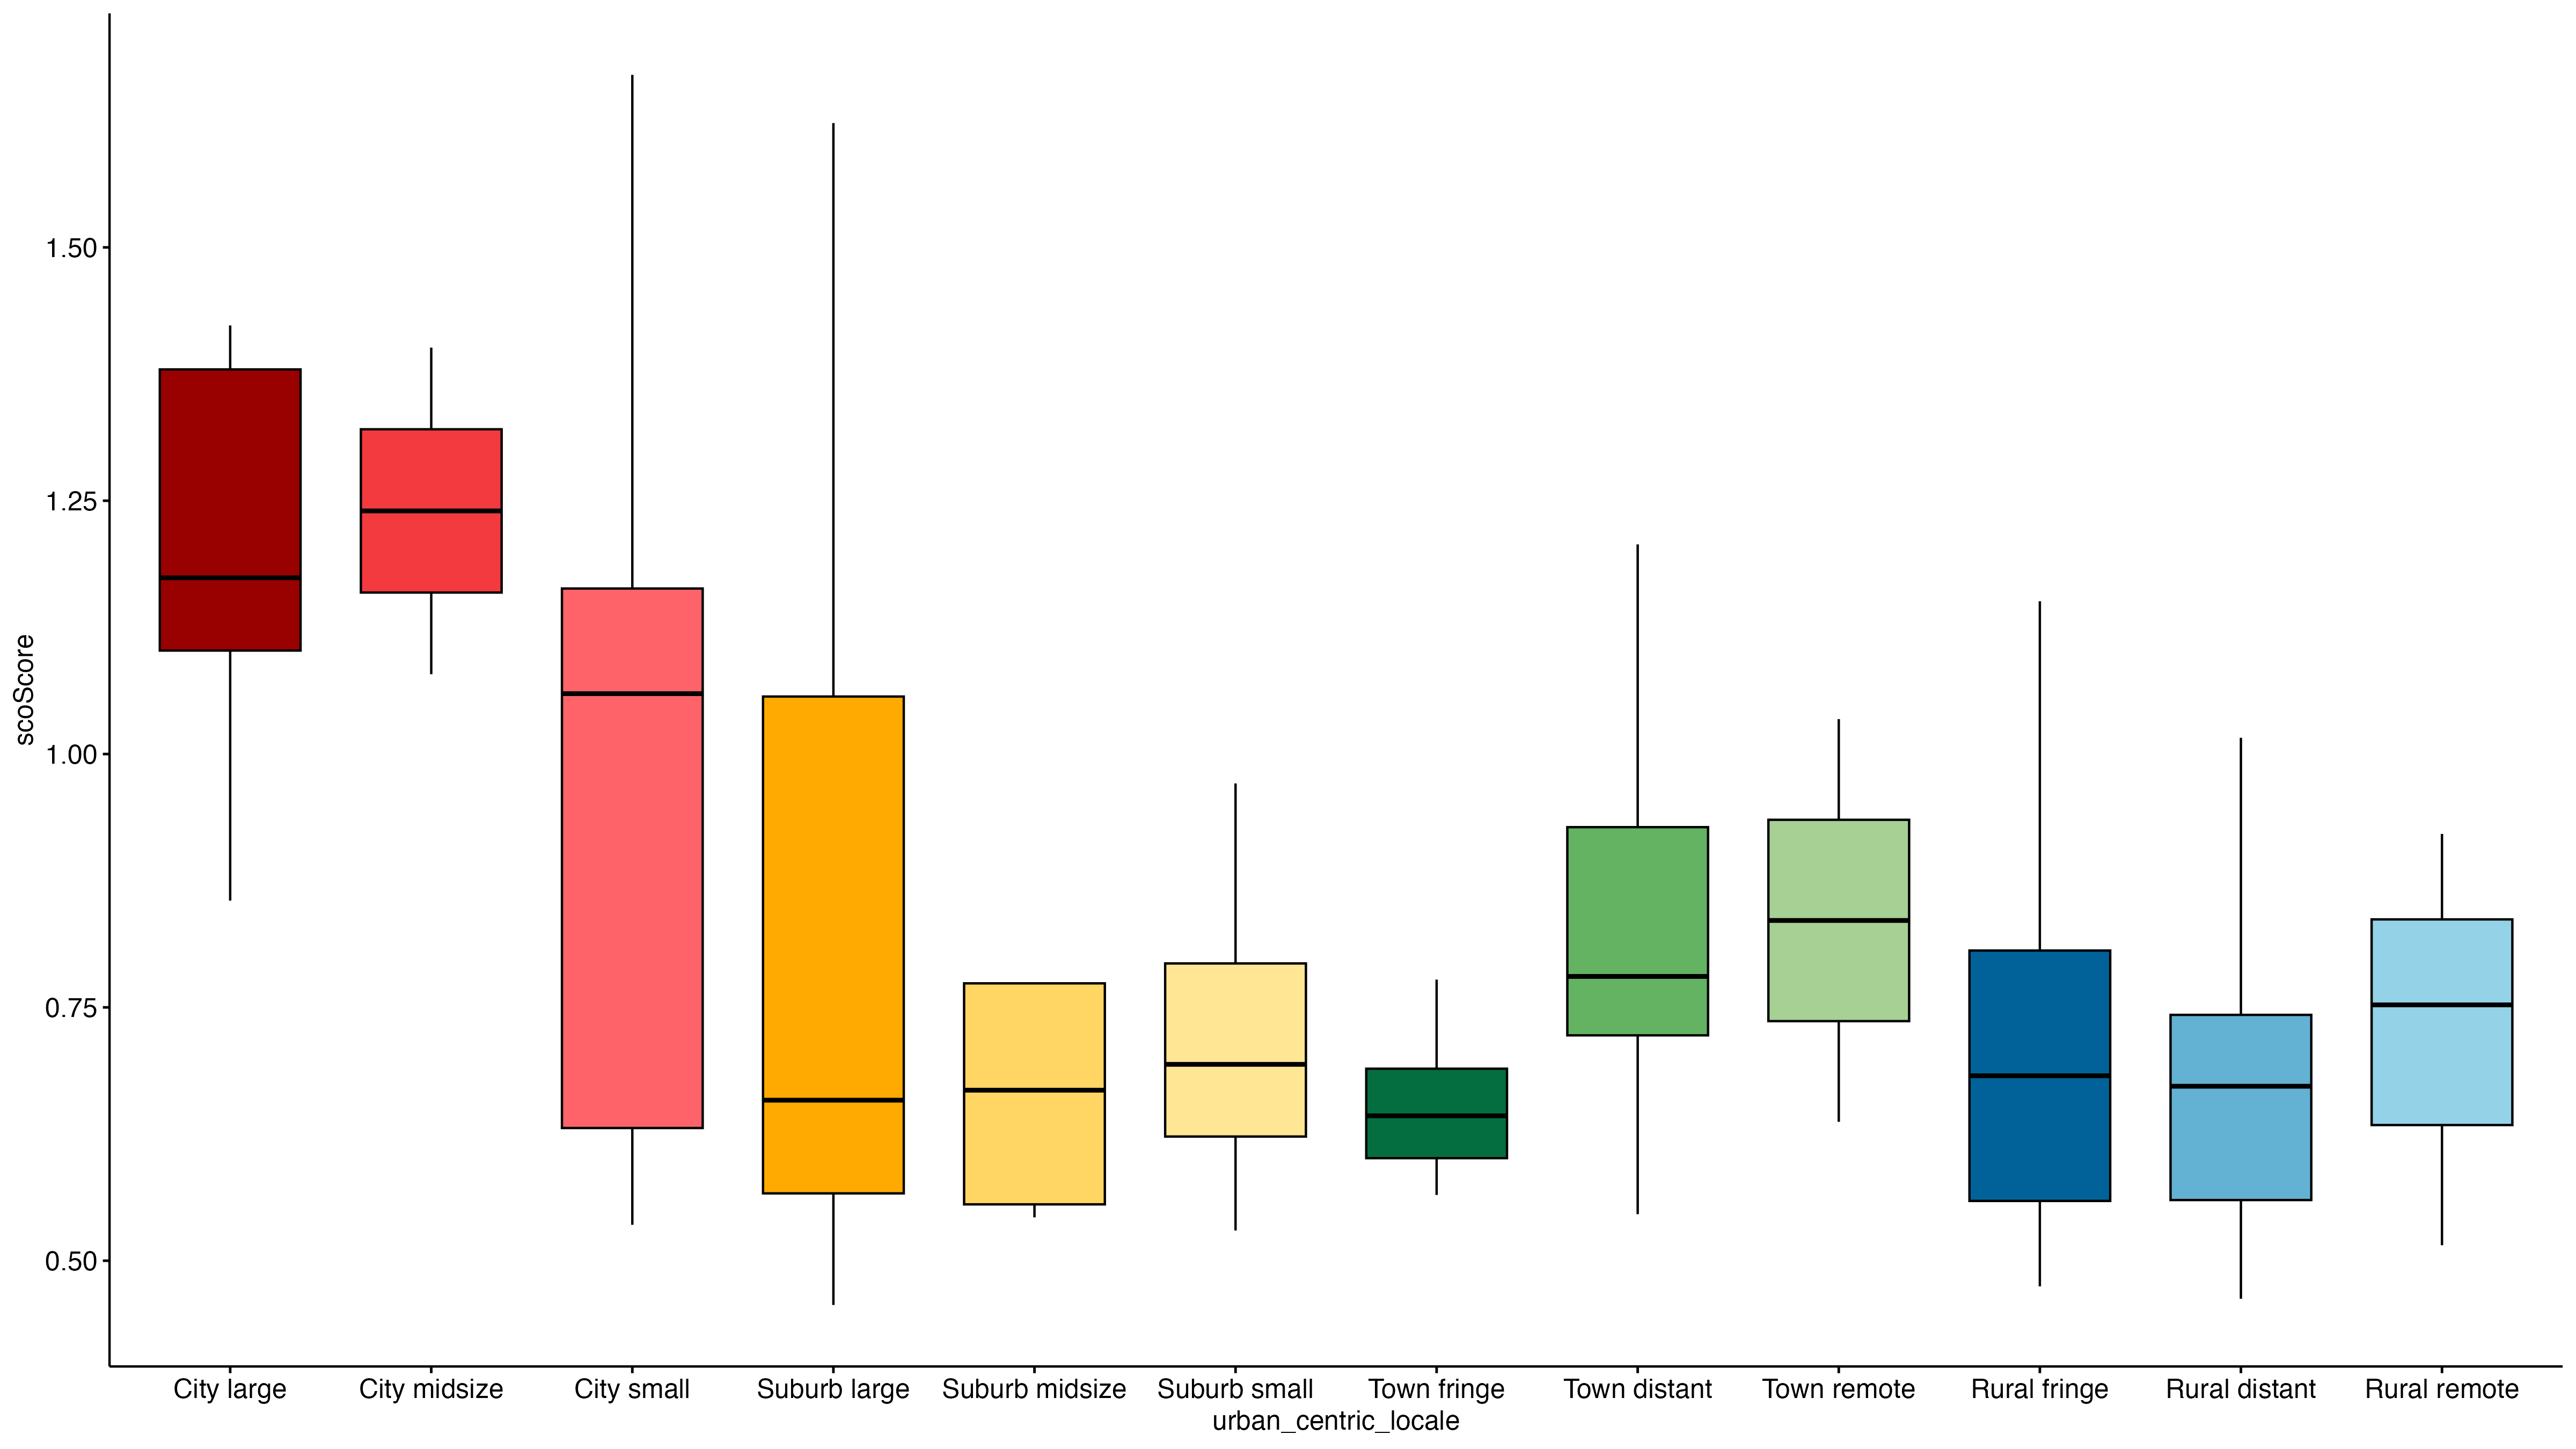 scoScore
1.50
1.25
1.00
0.75
0.50
City large
City midsize
City small
Suburb large
Suburb midsize
Suburb small
Town fringe
Town distant
Town remote
Rural fringe
Rural distant
Rural remote
urban_centric_locale